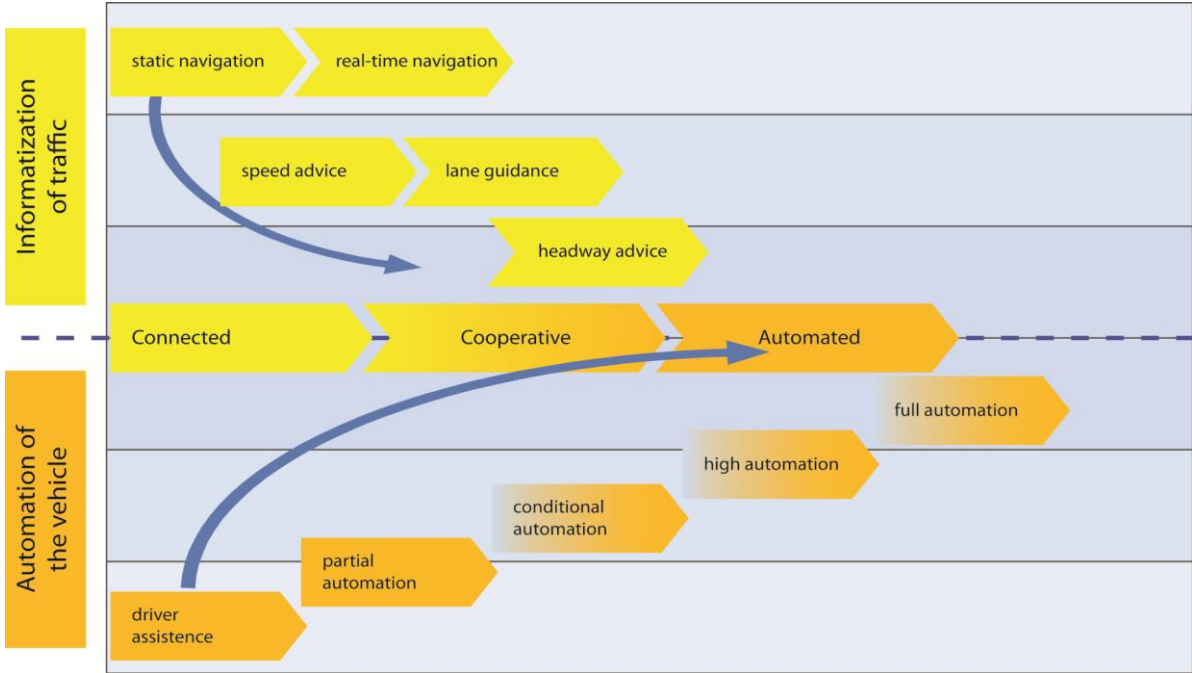 Informatization
of traffic
static navigation
real-time navigation
speed advice
lane guidance
headway advice
Connected
Cooperative
Automated
Automation of
the vehicle
full automation
high automation
conditional
automation
partial
automation
driver
assistence